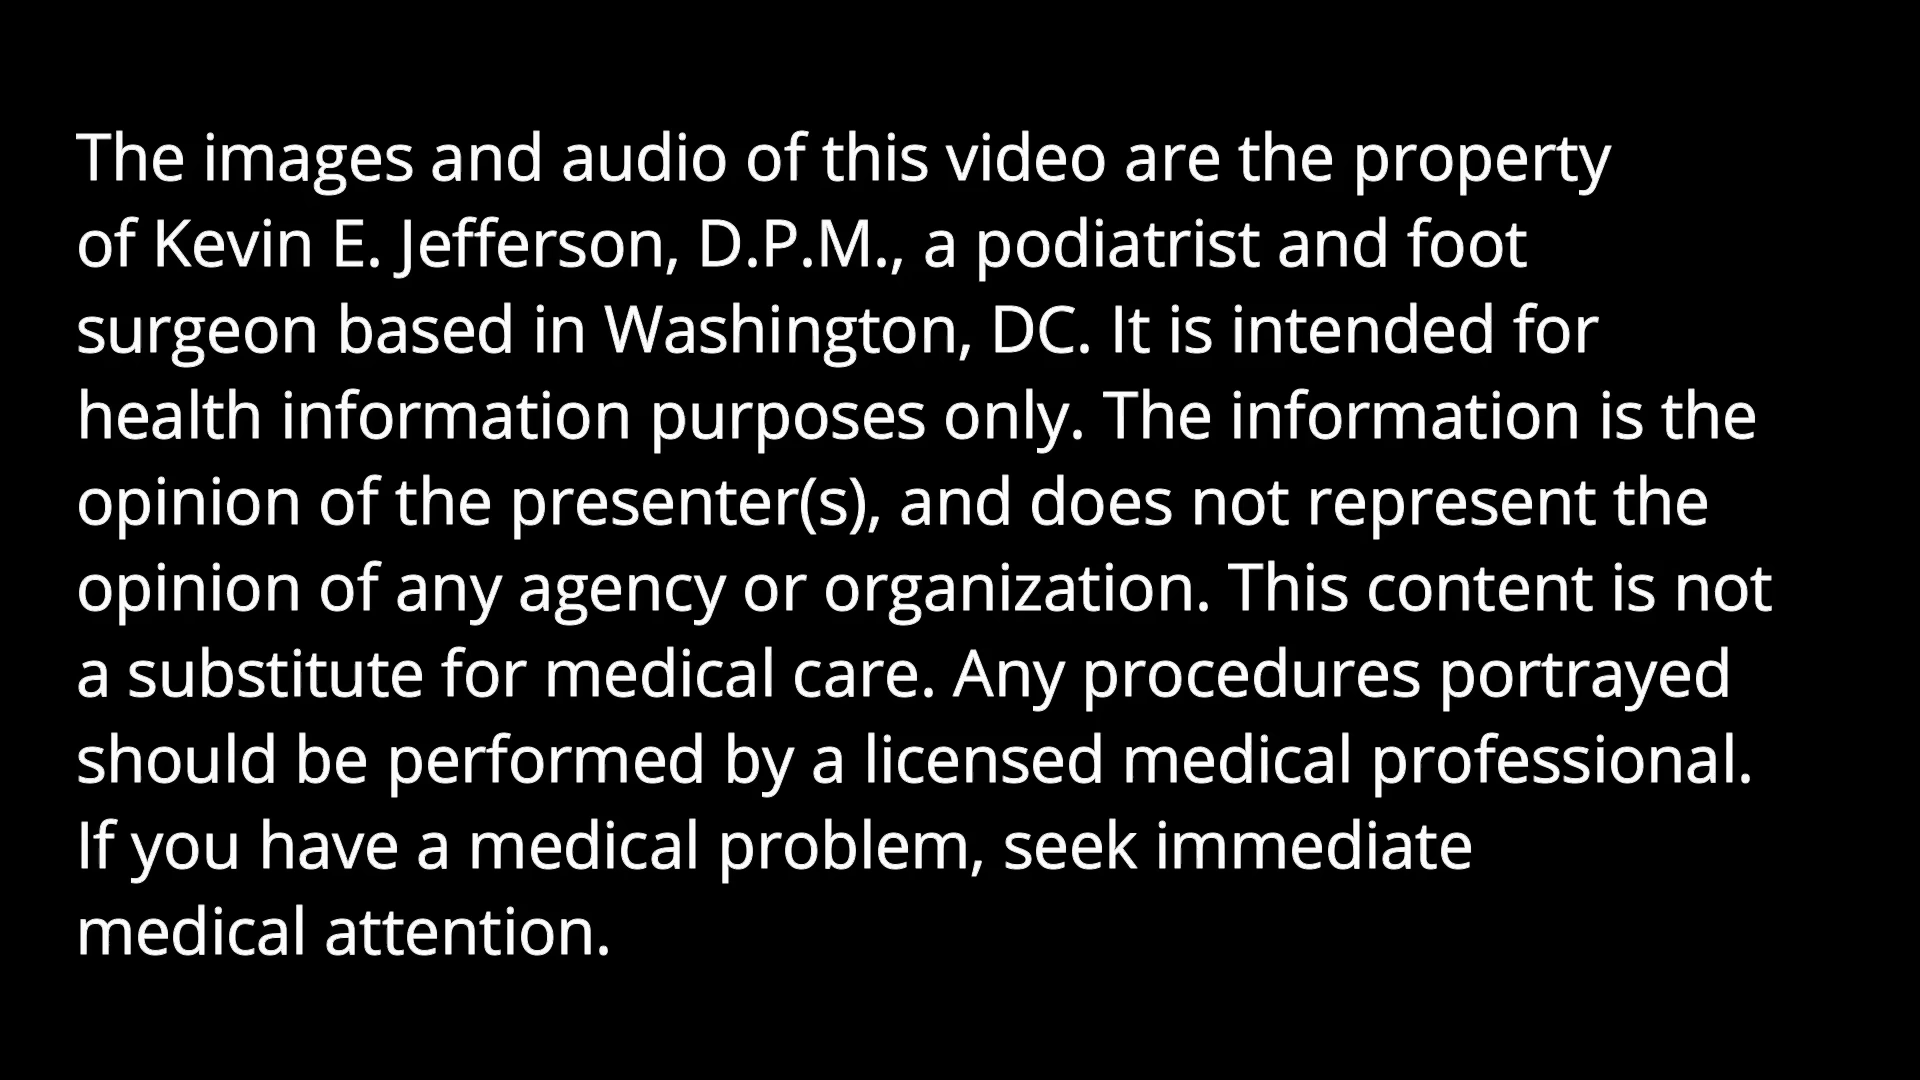 The images and audio of this video are the property
of Kevin E. Jefferson, D.P.M., a podiatrist and foot
surgeon based in Washington, DC. It is intended for
health information purposes only. The information is the
opinion of the presenter(s), and does not represent the
opinion of any agency or organization. This content is not
a substitute for medical care. Any procedures portrayed
should be performed by a licensed medical professional.
If you have a medical problem, seek immediate
medical attention.